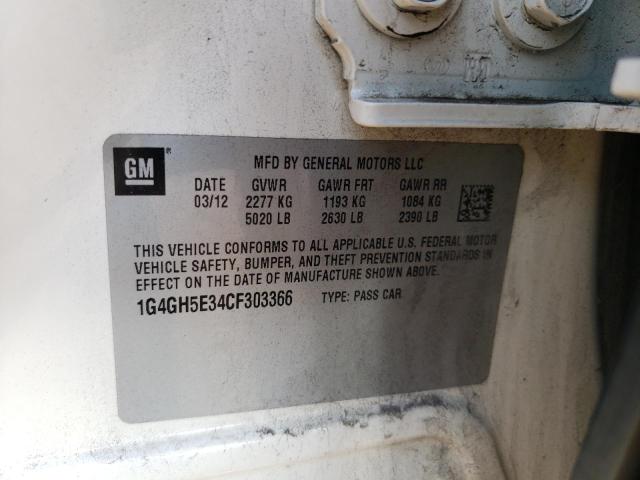 GM
MFD BY GENERAL MOTORS LLC
DATE GVWR GAWR FRT GAWR RR
03/12 2277 KG 1193 KG 1084 KG
5020 LB 2630 LB 2390 LB
THIS VEHICLE CONFORMS TO ALL APPLICABLE U.S. FEDERAL MOTOR
VEHICLE SAFETY, BUMPER, AND THEFT PREVENTION STANDARDS IN
EFFECT ON THE DATE OF MANUFACTURE SHOWN ABOVE.
1G4GH5E34CF303366 TYPE: PASS CAR